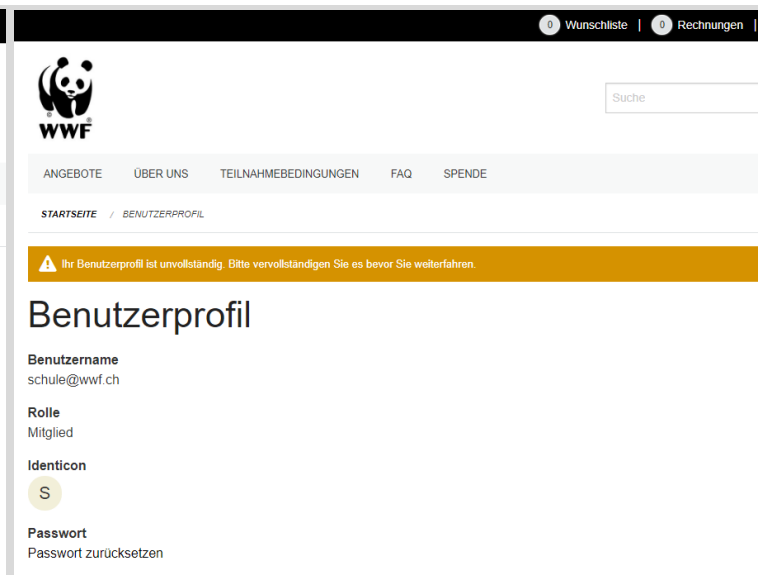 0 Wunschliste | 0 Rechnungen |
WWF
Suche
ANGEBOTE ÜBER UNS TEILNAHMEBEDINGUNGEN FAQ SPENDE
STARTSEITE / BENUTZERPROFIL
Ihr Benutzerprofil ist unvollständig. Bitte vervollständigen Sie es bevor Sie weiterfahren.
Benutzerprofil
Benutzername
schule@wwf.ch
Rolle
Mitglied
Identicon
S
Passwort
Passwort zurücksetzen